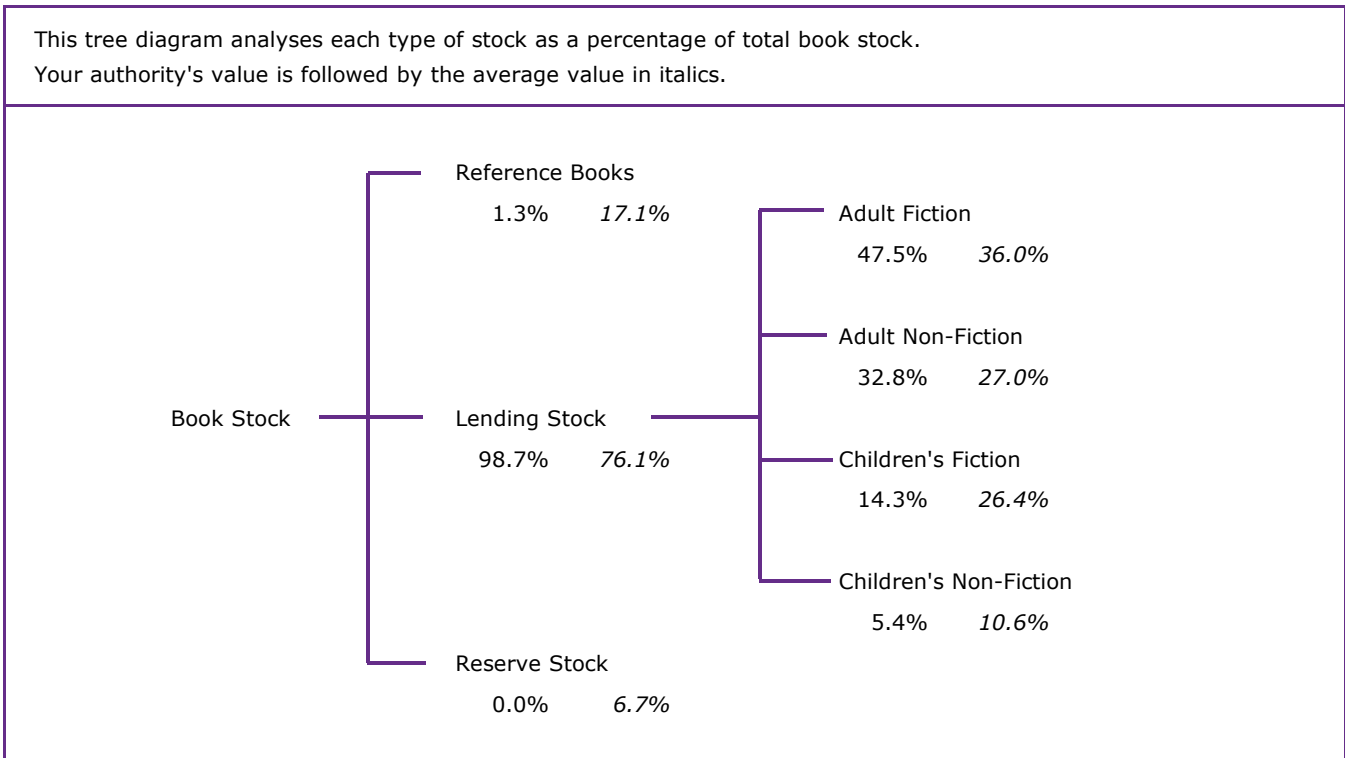 This tree diagram analyses each type of stock as a percentage of total book stock.
Your authority's value is followed by the average value in italics.
Reference Books
1.3% 17.1%
Adult Fiction
47.5% 36.0%
Adult Non-Fiction
32.8% 27.0%
Book Stock
Lending Stock
98.7% 76.1%
Children's Fiction
14.3% 26.4%
Children's Non-Fiction
5.4% 10.6%
Reserve Stock
0.0% 6.7%